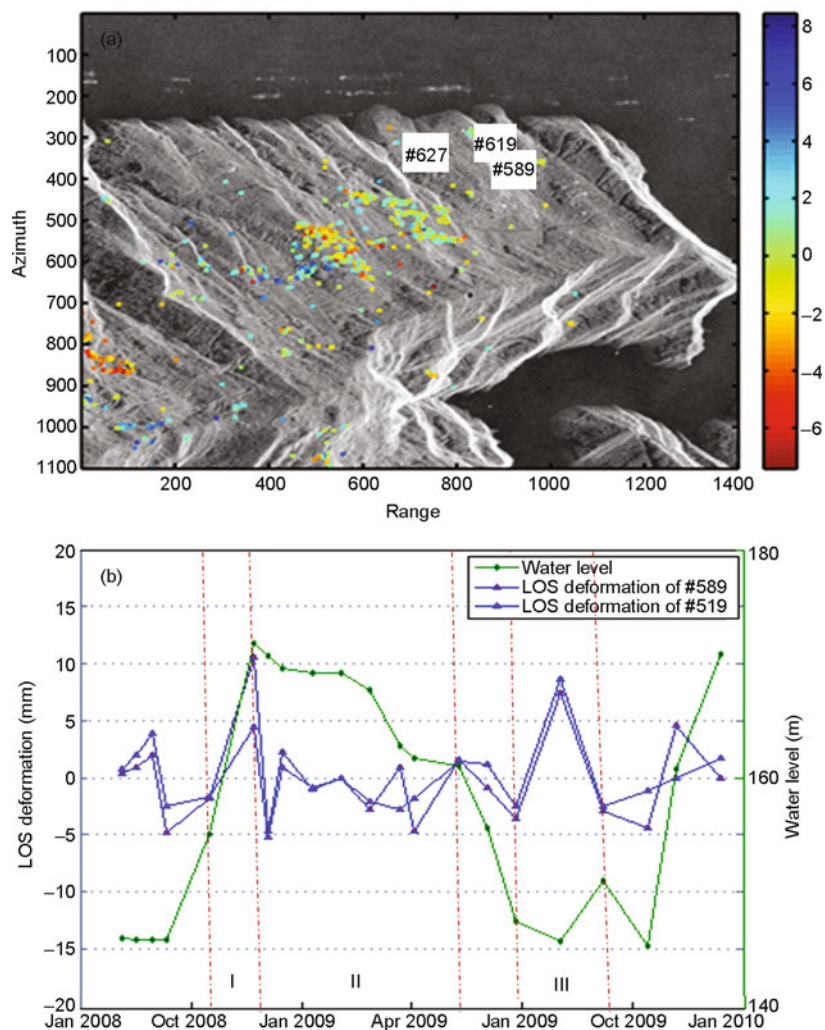 (a)
100
200
300
400
500
600
700
800
900
1000
1100
Azimuth
#627
#619
#589
200
400
600
800
1000
1200
1400
Range
8
6
4
2
0
–2
–4
–6
(b)
20
15
10
5
0
–5
–10
–15
–20
LOS deformation (mm)
Water level
LOS deformation of #589
LOS deformation of #519
I
II
III
180
160
140
Water level (m)
Jan 2008
Oct 2008
Jan 2009
Apr 2009
Jan 2009
Oct 2009
Jan 2010